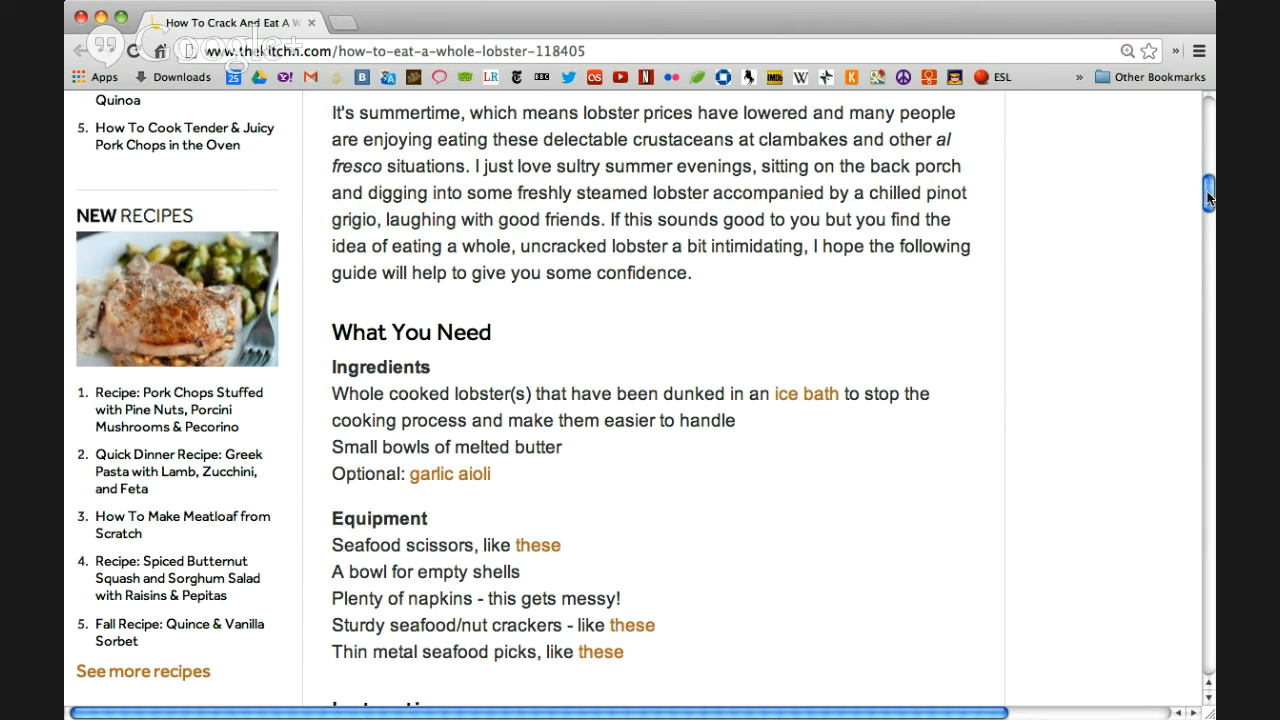 How To Crack And Eat A W
Google+
www.thekitchn.com/how-to-eat-a-whole-lobster-118405
Apps
Downloads
25
Y!
B
LR
BBC
os
N
IMDb
W
K
ESL
»
Other Bookmarks
Quinoa
5. How To Cook Tender & Juicy
Pork Chops in the Oven
NEW RECIPES
1. Recipe: Pork Chops Stuffed
with Pine Nuts, Porcini
Mushrooms & Pecorino
2. Quick Dinner Recipe: Greek
Pasta with Lamb, Zucchini,
and Feta
3. How To Make Meatloaf from
Scratch
4. Recipe: Spiced Butternut
Squash and Sorghum Salad
with Raisins & Pepitas
5. Fall Recipe: Quince & Vanilla
Sorbet
See more recipes
It's summertime, which means lobster prices have lowered and many people
are enjoying eating these delectable crustaceans at clambakes and other al
fresco situations. I just love sultry summer evenings, sitting on the back porch
and digging into some freshly steamed lobster accompanied by a chilled pinot
grigio, laughing with good friends. If this sounds good to you but you find the
idea of eating a whole, uncracked lobster a bit intimidating, I hope the following
guide will help to give you some confidence.
What You Need
Ingredients
Whole cooked lobster(s) that have been dunked in an ice bath to stop the
cooking process and make them easier to handle
Small bowls of melted butter
Optional: garlic aioli
Equipment
Seafood scissors, like these
A bowl for empty shells
Plenty of napkins - this gets messy!
Sturdy seafood/nut crackers - like these
Thin metal seafood picks, like these